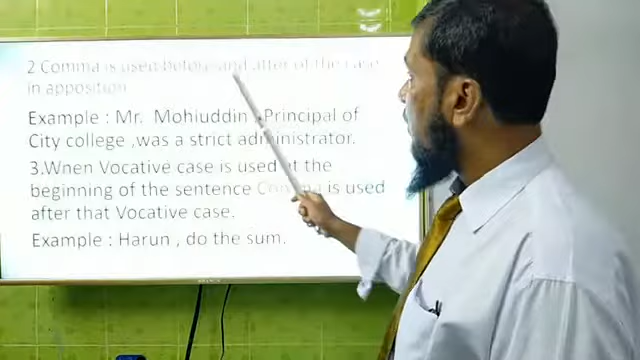 2 Comma is used before and after of the case
in apposition
Example : Mr. Mohiuddin ,Principal of
City college ,was a strict administrator.
3.Wnen Vocative case is used at the
beginning of the sentence Comma is used
after that Vocative case.
Example : Harun , do the sum.